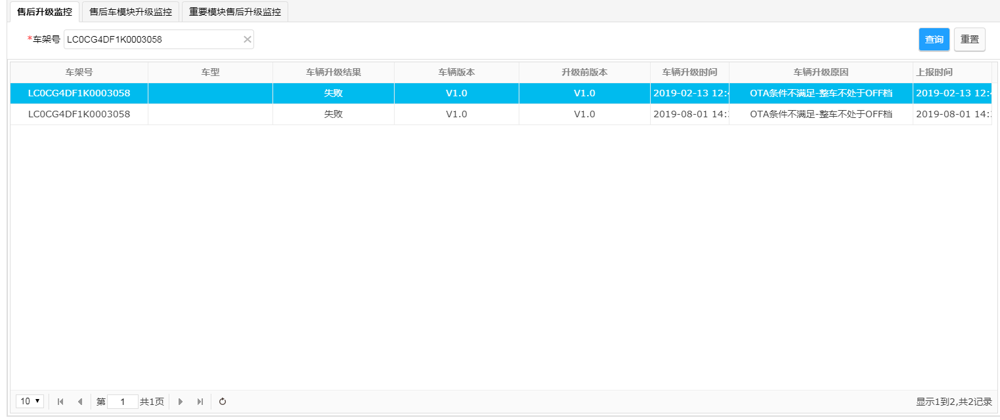 售后升级监控 售后车模块升级监控 重要模块售后升级监控
*车架号 LC0CG4DF1K0003058 查询 重置
车架号 车型 车辆升级结果 车辆版本 升级前版本 车辆升级时间 车辆升级原因 上报时间
LC0CG4DF1K0003058 失败 V1.0 V1.0 2019-02-13 12: OTA条件不满足-整车不处于OFF档 2019-02-13 12:
LC0CG4DF1K0003058 失败 V1.0 V1.0 2019-08-01 14: OTA条件不满足-整车不处于OFF档 2019-08-01 14:
10 第 1 共1页 显示1到2,共2记录